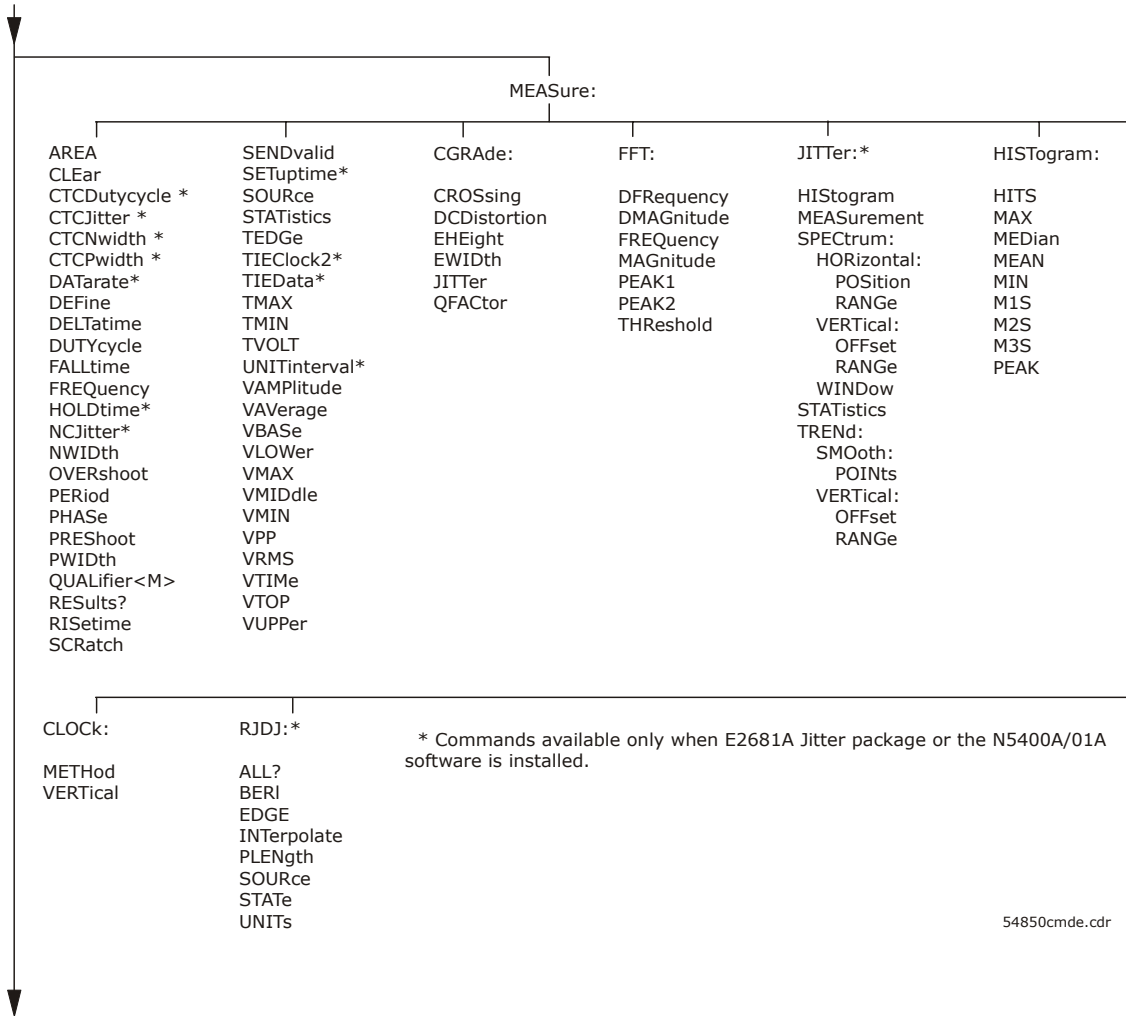 MEASure:
AREA
CLEar
CTCDutycycle *
CTCJitter *
CTCNwidth *
CTCPwidth *
DATarate*
DEFine
DELTatime
DUTYcycle
FALLtime
FREQuency
HOLDtime*
NCJitter*
NWIDth
OVERshoot
PERiod
PHASe
PREShoot
PWIDth
QUALifier<M>
RESults?
RISetime
SCRatch
SENDvalid
SETuptime*
SOURce
STATistics
TEDGe
TIEClock2*
TIEData*
TMAX
TMIN
TVOLT
UNITinterval*
VAMPlitude
VAVerage
VBASe
VLOWer
VMAX
VMIDdle
VMIN
VPP
VRMS
VTIMe
VTOP
VUPPer
CGRAde:
CROSsing
DCDistortion
EHEight
EWIDth
JITTer
QFACtor
FFT:
DFRequency
DMAGnitude
FREQuency
MAGnitude
PEAK1
PEAK2
THReshold
JITTer:*
HIStogram
MEASurement
SPECtrum:
HORizontal:
POSition
RANGe
VERTical:
OFFset
RANGe
WINDow
STATistics
TRENd:
SMOoth:
POINts
VERTical:
OFFset
RANGe
HISTogram:
HITS
MAX
MEDian
MEAN
MIN
M1S
M2S
M3S
PEAK
CLOCk:
METHod
VERTical
RJDJ:*
ALL?
BERl
EDGE
INTerpolate
PLENgth
SOURce
STATe
UNITs
* Commands available only when E2681A Jitter package or the N5400A/01A
software is installed.
54850cmde.cdr